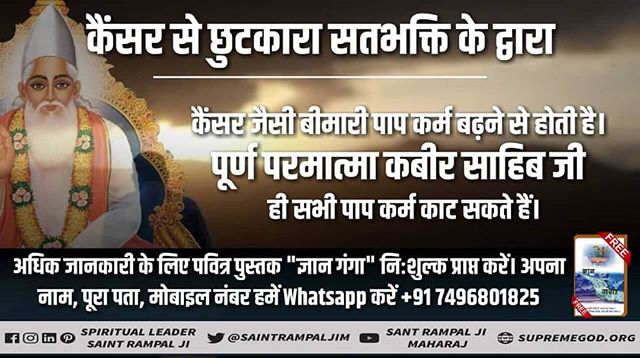 कैंसर से छुटकारा सतभक्ति के द्वारा
कैंसर जैसी बीमारी पाप कर्म बढ़ने से होती है।
पूर्ण परमात्मा कबीर साहिब जी
ही सभी पाप कर्म काट सकते हैं।
अधिक जानकारी के लिए पवित्र पुस्तक "ज्ञान गंगा" नि:शुल्क प्राप्त करें। अपना
नाम, पूरा पता, मोबाइल नंबर हमें Whatsapp करें +91 7496801825
FREE
ज्ञान
गंगा
FREE
SPIRITUAL LEADER
SAINT RAMPAL JI
@SAINTRAMPALJIM
SANT RAMPAL JI
MAHARAJ
SUPREMEGOD.ORG